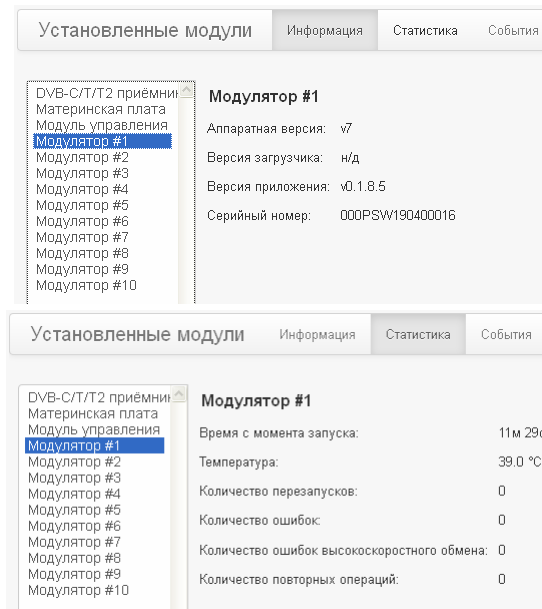 Установленные модули Информация Статистика События
DVB-C/T/T2 приёмник
Материнская плата
Модуль управления
Модулятор #1
Модулятор #2
Модулятор #3
Модулятор #4
Модулятор #5
Модулятор #6
Модулятор #7
Модулятор #8
Модулятор #9
Модулятор #10
Модулятор #1
Аппаратная версия: v7
Версия загрузчика: н/д
Версия приложения: v0.1.8.5
Серийный номер: 000PSW190400016
Установленные модули Информация Статистика События
DVB-C/T/T2 приёмник
Материнская плата
Модуль управления
Модулятор #1
Модулятор #2
Модулятор #3
Модулятор #4
Модулятор #5
Модулятор #6
Модулятор #7
Модулятор #8
Модулятор #9
Модулятор #10
Модулятор #1
Время с момента запуска: 11м 29с
Температура: 39.0 °C
Количество перезапусков: 0
Количество ошибок: 0
Количество ошибок высокоскоростного обмена: 0
Количество повторных операций: 0